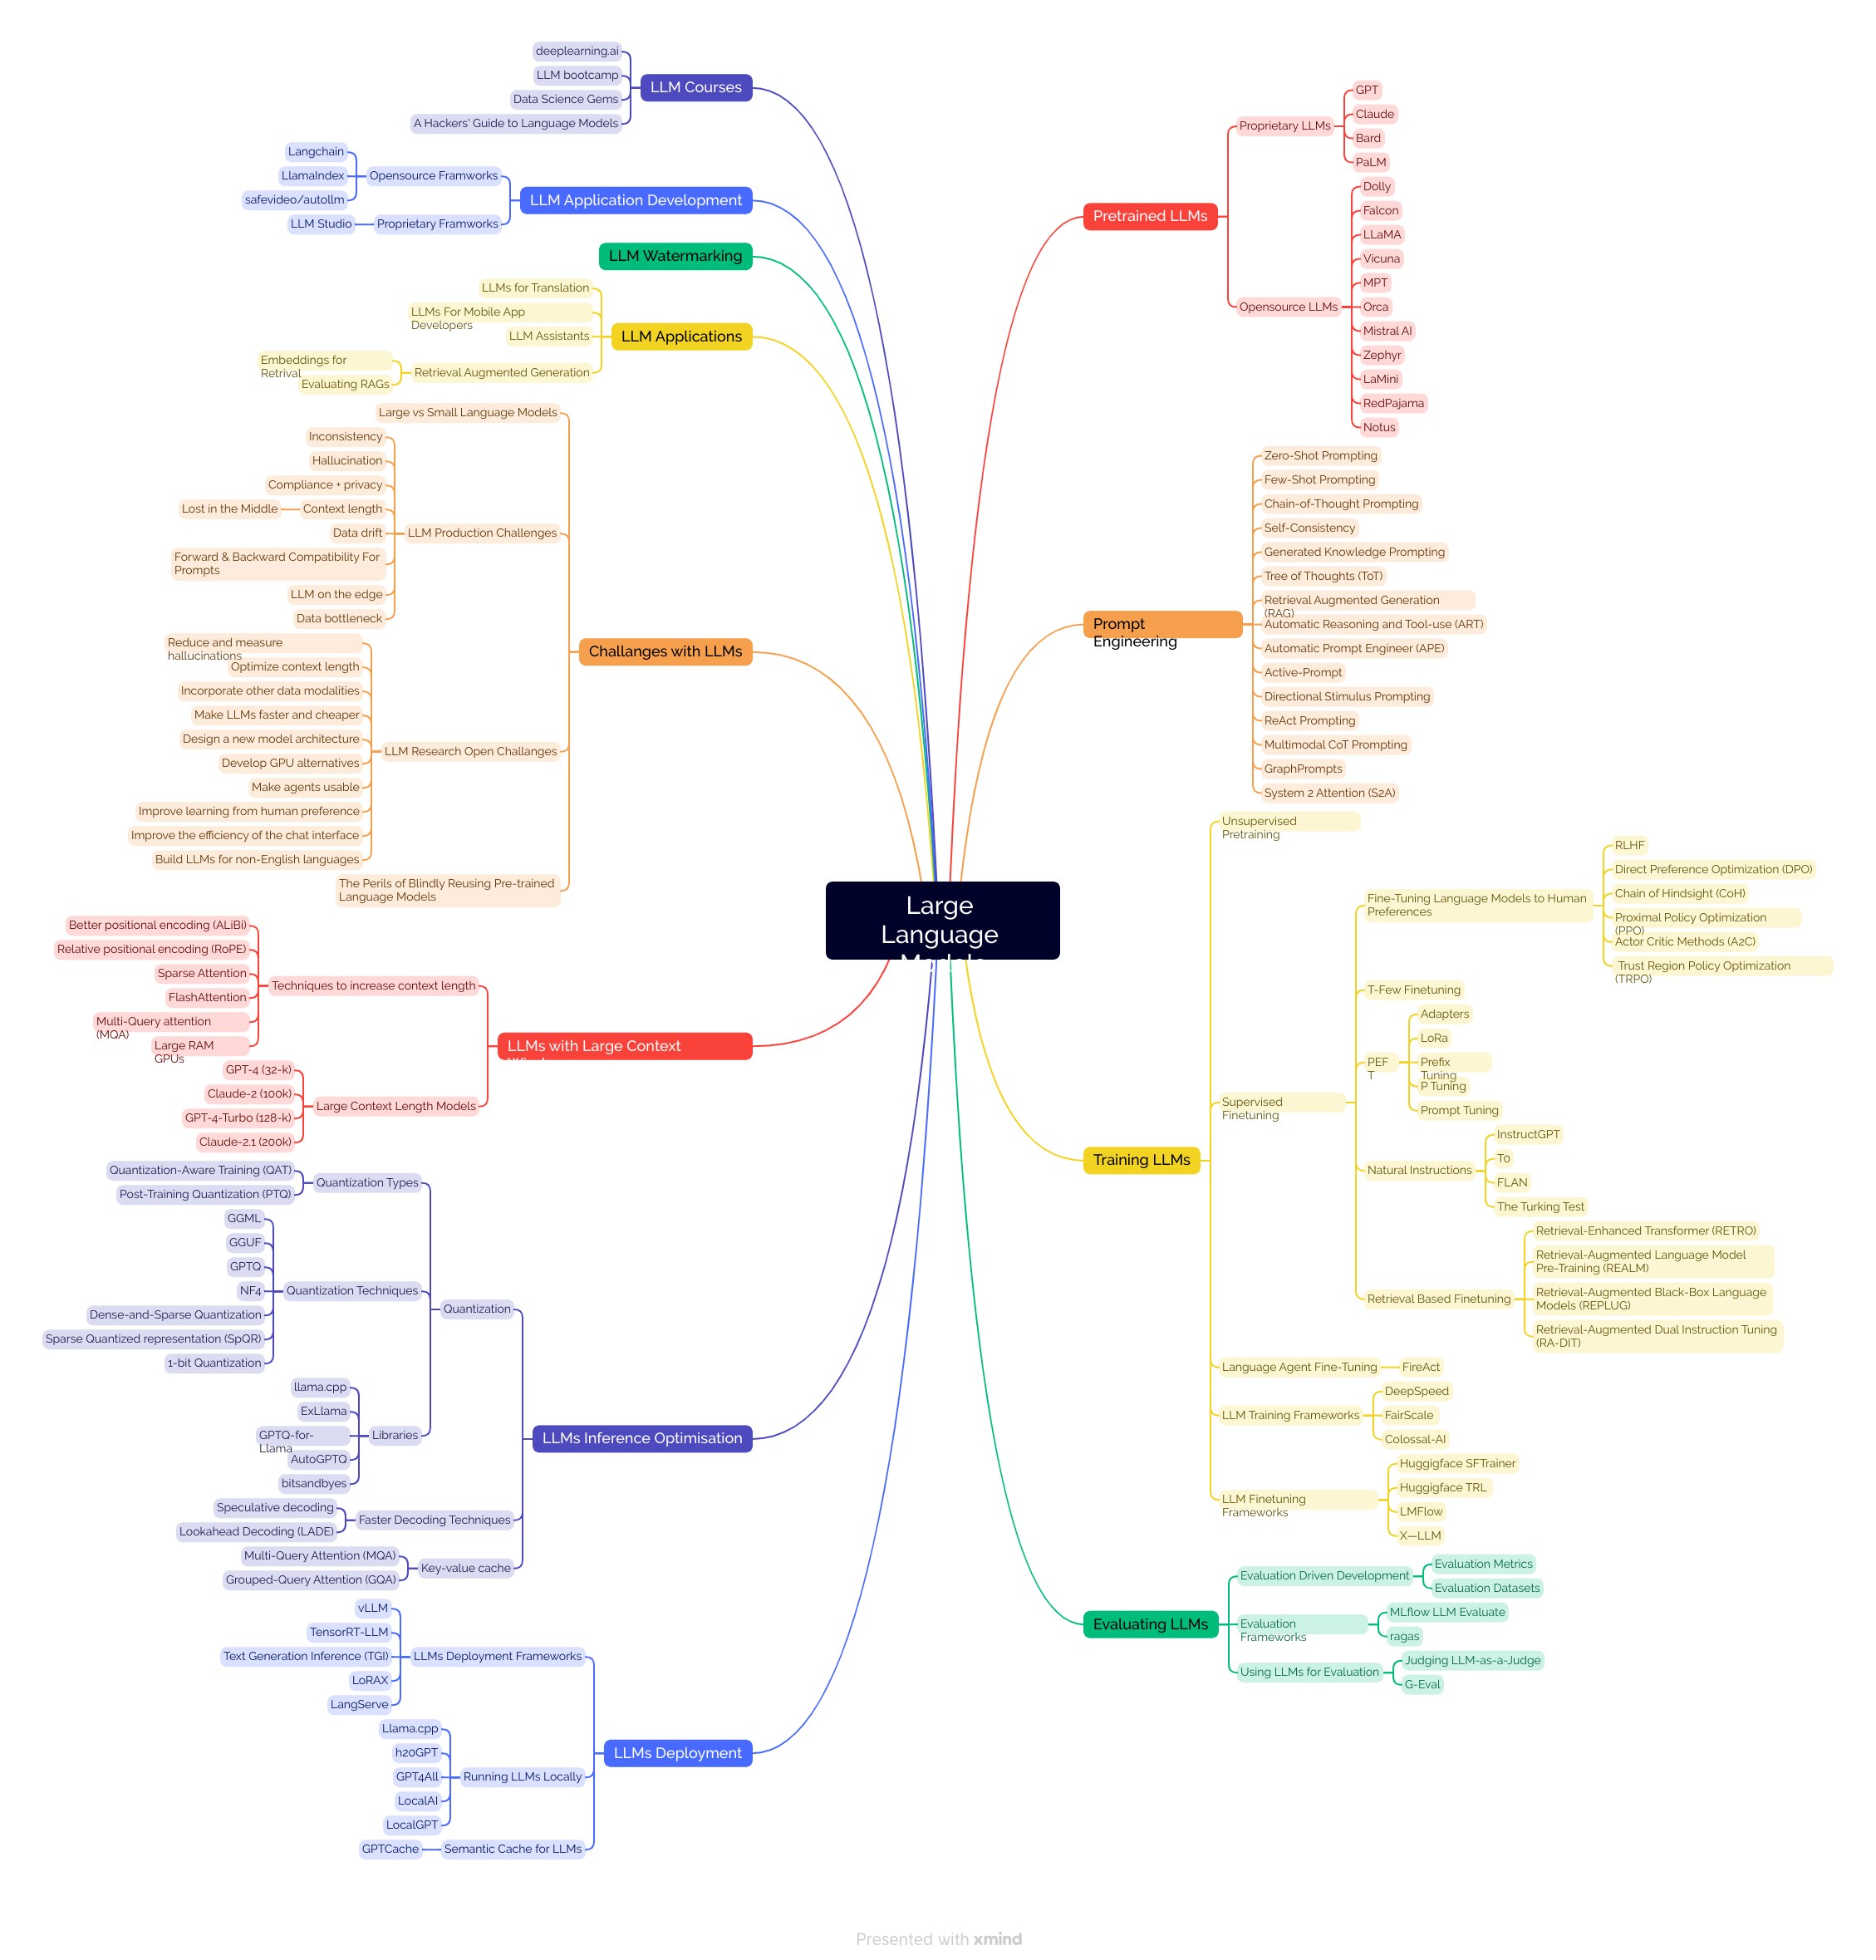 Large
Language
Models
LLM Courses
deeplearning.ai
LLM bootcamp
Data Science Gems
A Hackers' Guide to Language Models
LLM Application Development
Opensource Framworks
Langchain
LlamaIndex
safevideo/autollm
Proprietary Framworks
LLM Studio
LLM Watermarking
LLM Applications
LLMs for Translation
LLMs For Mobile App
Developers
LLM Assistants
Retrieval Augmented Generation
Embeddings for
Retrival
Evaluating RAGs
Challanges with LLMs
Large vs Small Language Models
LLM Production Challenges
Inconsistency
Hallucination
Compliance + privacy
Context length
Lost in the Middle
Data drift
Forward & Backward Compatibility For
Prompts
LLM on the edge
Data bottleneck
LLM Research Open Challanges
Reduce and measure
hallucinations
Optimize context length
Incorporate other data modalities
Make LLMs faster and cheaper
Design a new model architecture
Develop GPU alternatives
Make agents usable
Improve learning from human preference
Improve the efficiency of the chat interface
Build LLMs for non-English languages
The Perils of Blindly Reusing Pre-trained
Language Models
LLMs with Large Context
Techniques to increase context length
Better positional encoding (ALiBi)
Relative positional encoding (RoPE)
Sparse Attention
FlashAttention
Multi-Query attention
(MQA)
Large RAM
GPUs
Large Context Length Models
GPT-4 (32-k)
Claude-2 (100k)
GPT-4-Turbo (128-k)
Claude-2.1 (200k)
LLMs Inference Optimisation
Quantization
Quantization Types
Quantization-Aware Training (QAT)
Post-Training Quantization (PTQ)
Quantization Techniques
GGML
GGUF
GPTQ
NF4
Dense-and-Sparse Quantization
Sparse Quantized representation (SpQR)
1-bit Quantization
Libraries
llama.cpp
ExLlama
GPTQ-for-
Llama
AutoGPTQ
bitsandbyes
Faster Decoding Techniques
Speculative decoding
Lookahead Decoding (LADE)
Key-value cache
Multi-Query Attention (MQA)
Grouped-Query Attention (GQA)
LLMs Deployment
LLMs Deployment Frameworks
vLLM
TensorRT-LLM
Text Generation Inference (TGI)
LoRAX
LangServe
Running LLMs Locally
Llama.cpp
h2oGPT
GPT4All
LocalAI
LocalGPT
Semantic Cache for LLMs
GPTCache
Pretrained LLMs
Proprietary LLMs
GPT
Claude
Bard
PaLM
Opensource LLMs
Dolly
Falcon
LLaMA
Vicuna
MPT
Orca
Mistral AI
Zephyr
LaMini
RedPajama
Notus
Prompt
Engineering
Zero-Shot Prompting
Few-Shot Prompting
Chain-of-Thought Prompting
Self-Consistency
Generated Knowledge Prompting
Tree of Thoughts (ToT)
Retrieval Augmented Generation
(RAG)
Automatic Reasoning and Tool-use (ART)
Automatic Prompt Engineer (APE)
Active-Prompt
Directional Stimulus Prompting
ReAct Prompting
Multimodal CoT Prompting
GraphPrompts
System 2 Attention (S2A)
Training LLMs
Unsupervised
Pretraining
Supervised
Finetuning
Fine-Tuning Language Models to Human
Preferences
RLHF
Direct Preference Optimization (DPO)
Chain of Hindsight (CoH)
Proximal Policy Optimization
(PPO)
Actor Critic Methods (A2C)
Trust Region Policy Optimization
(TRPO)
T-Few Finetuning
PEF
T
Adapters
LoRa
Prefix
Tuning
P Tuning
Prompt Tuning
Natural Instructions
InstructGPT
T0
FLAN
The Turking Test
Retrieval Based Finetuning
Retrieval-Enhanced Transformer (RETRO)
Retrieval-Augmented Language Model
Pre-Training (REALM)
Retrieval-Augmented Black-Box Language
Models (REPLUG)
Retrieval-Augmented Dual Instruction Tuning
(RA-DIT)
Language Agent Fine-Tuning
FireAct
LLM Training Frameworks
DeepSpeed
FairScale
Colossal-AI
LLM Finetuning
Frameworks
Huggigface SFTrainer
Huggigface TRL
LMFlow
X—LLM
Evaluating LLMs
Evaluation Driven Development
Evaluation Metrics
Evaluation Datasets
Evaluation
Frameworks
MLflow LLM Evaluate
ragas
Using LLMs for Evaluation
Judging LLM-as-a-Judge
G-Eval
Presented with xmind